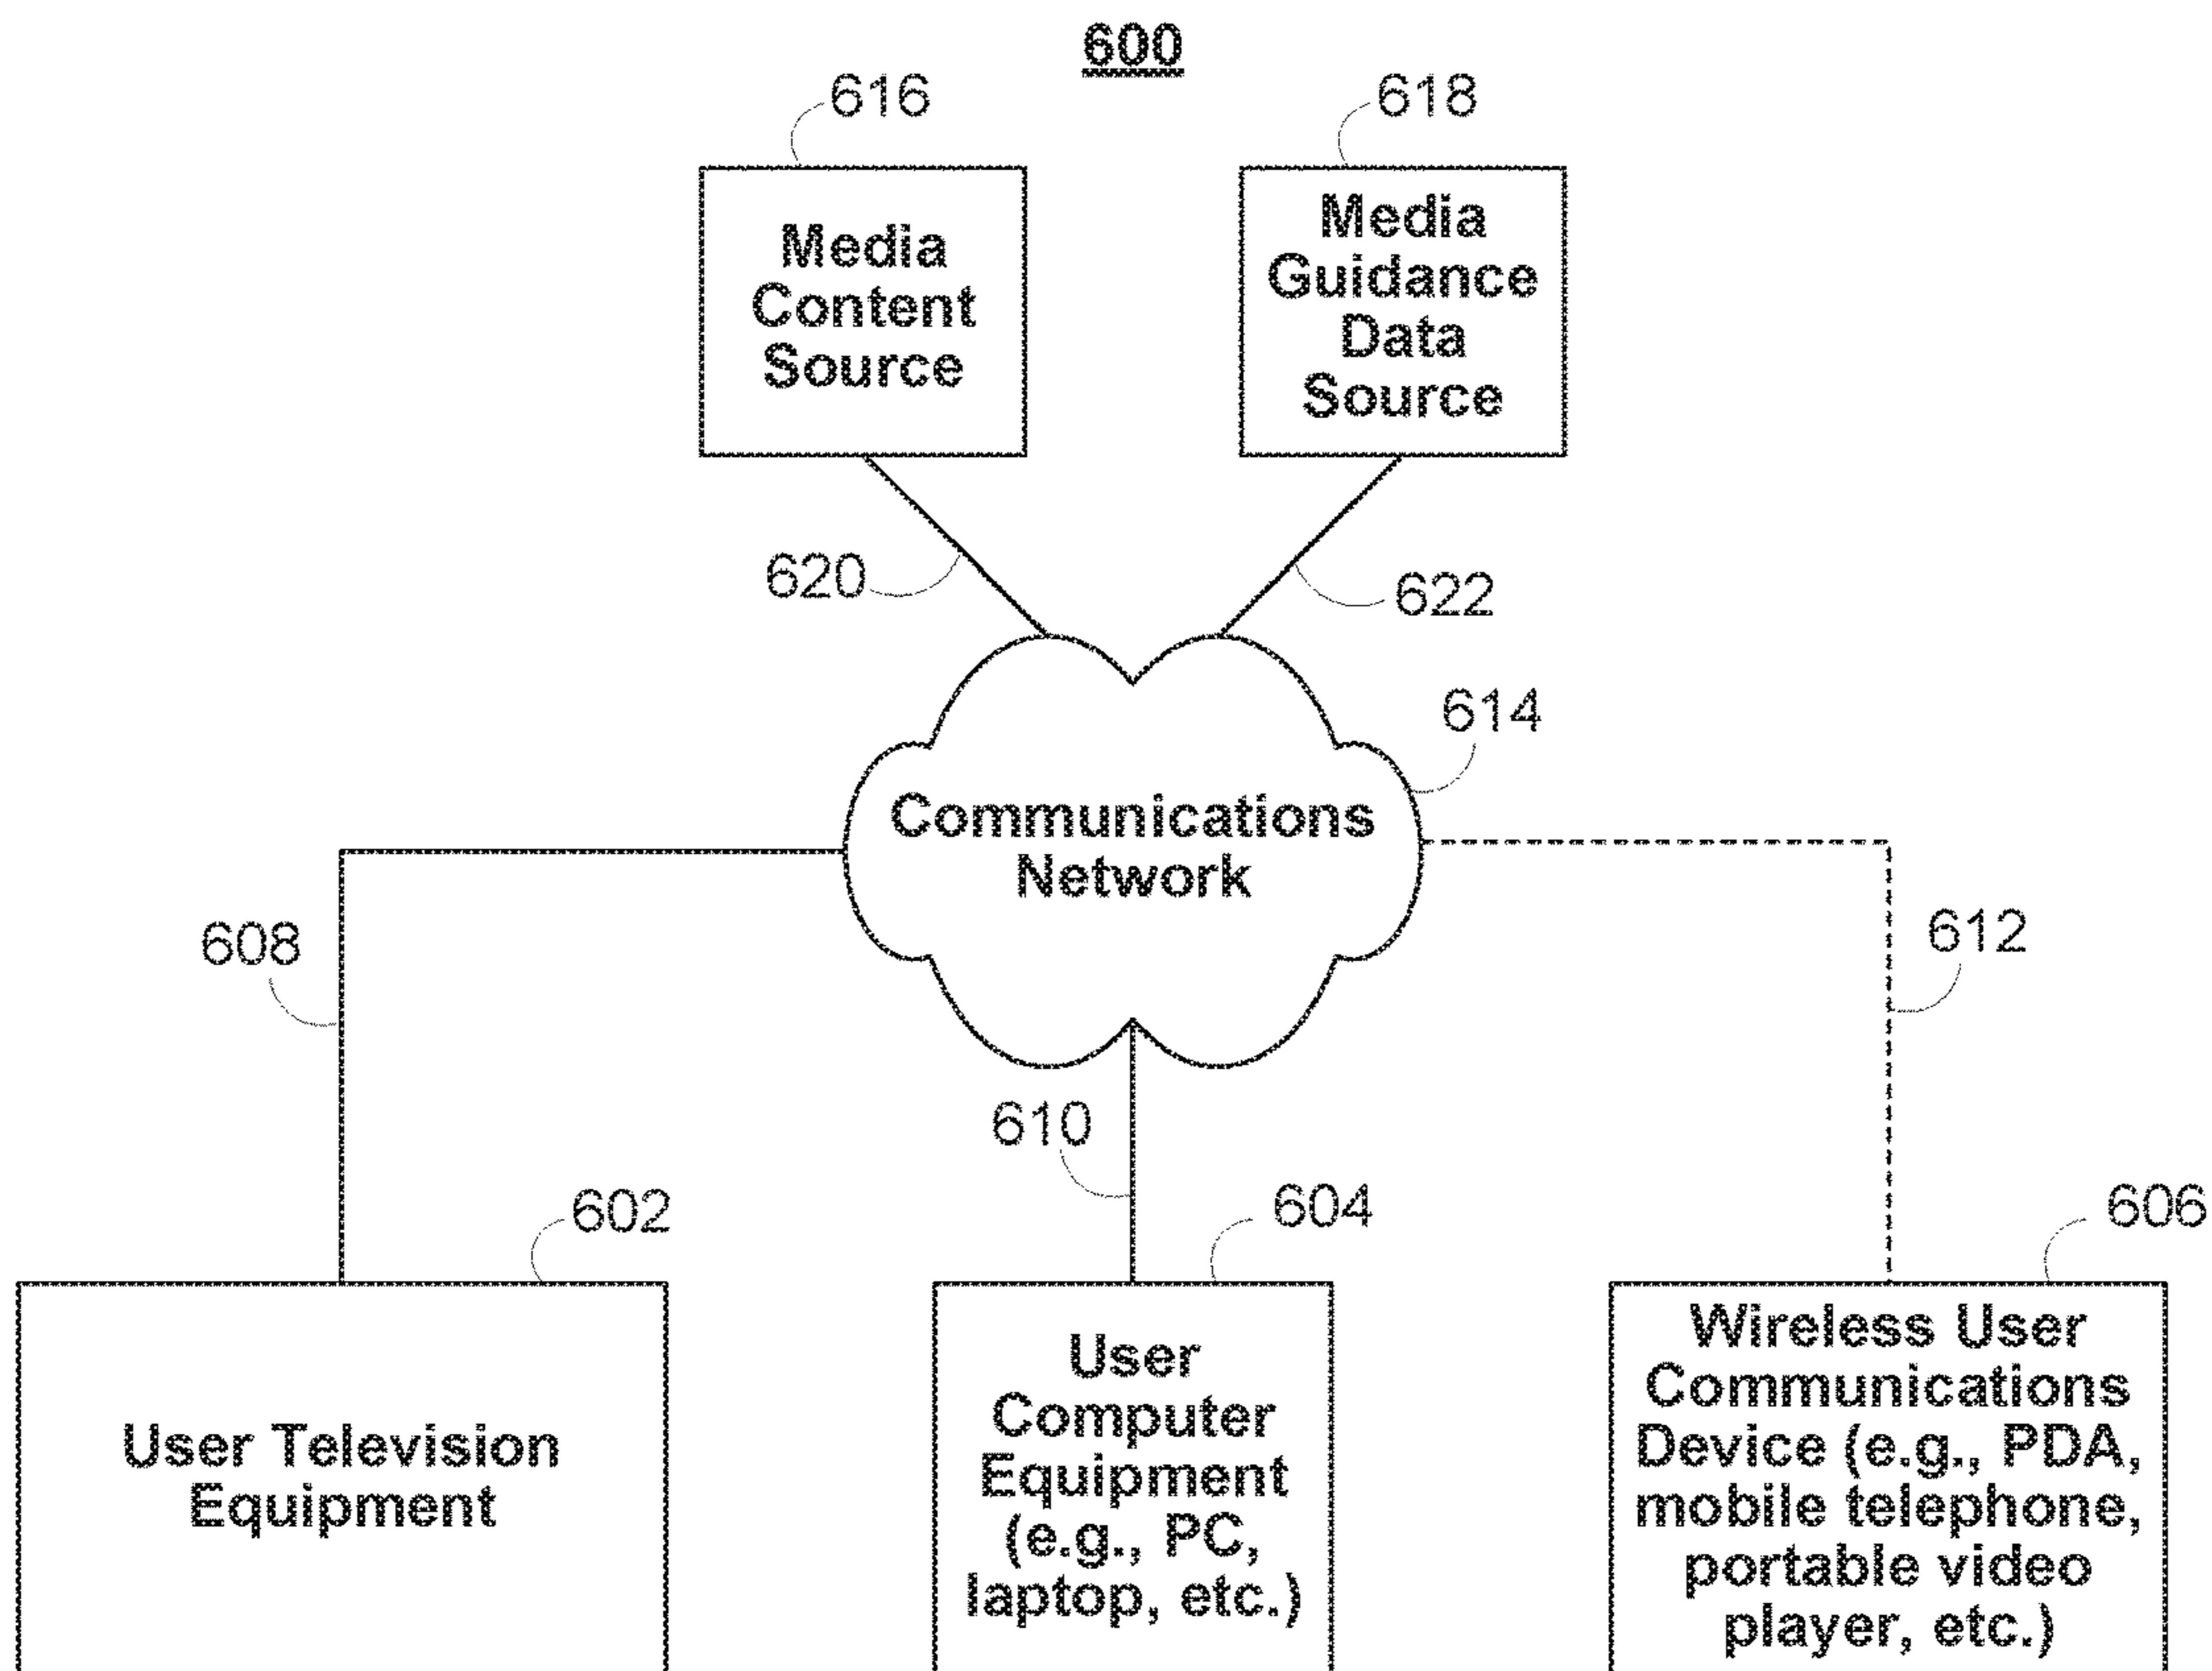 600
616
618
Media
Content
Source
Media
Guidance
Data
Source
620
622
614
Communications
Network
608
612
610
602
604
606
User Television
Equipment
User
Computer
Equipment
(e.g., PC,
laptop, etc.)
Wireless User
Communications
Device (e.g., PDA,
mobile telephone,
portable video
player, etc.)